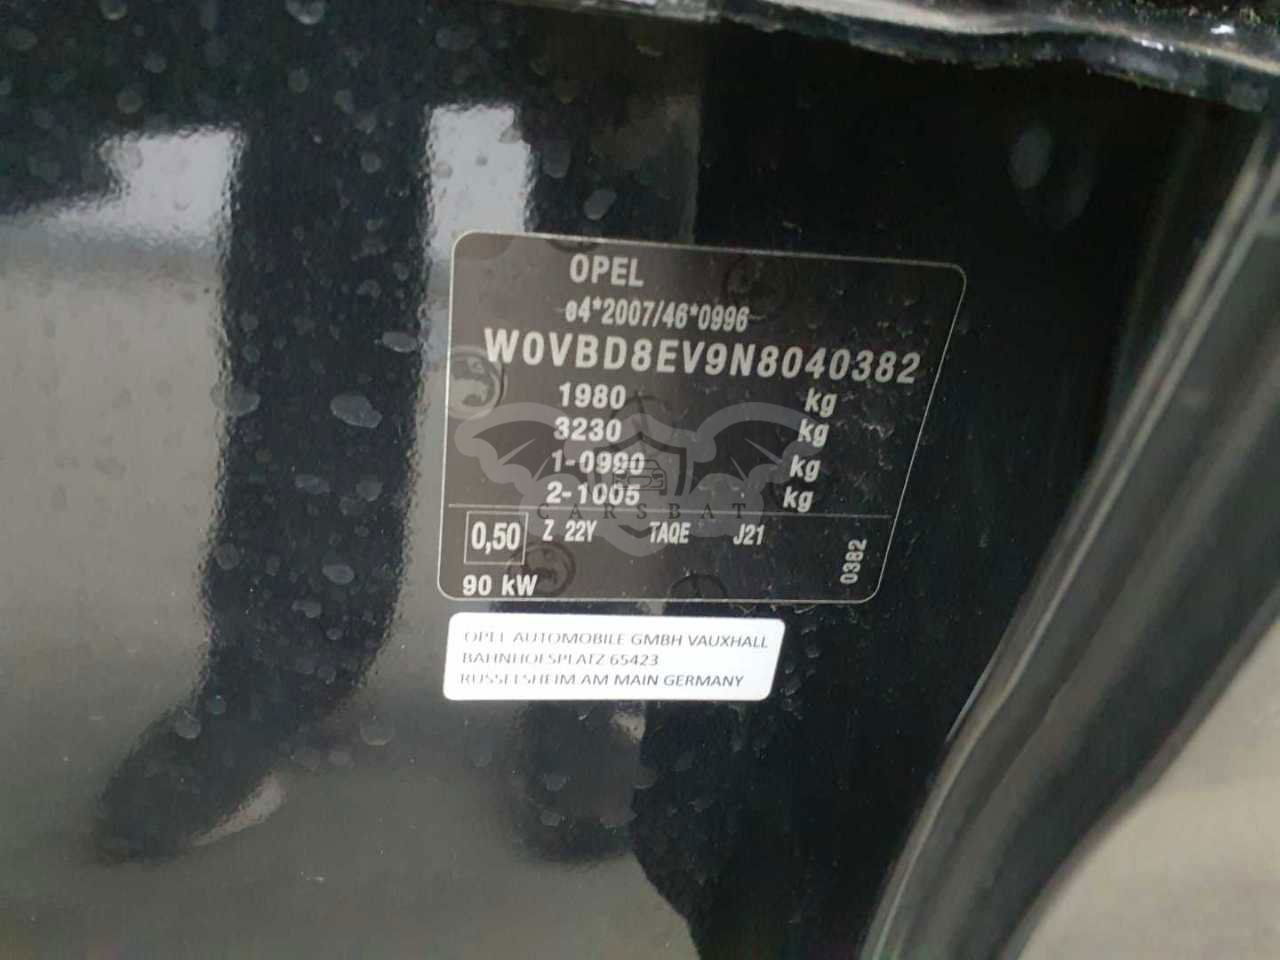 OPEL
e4*2007/46*0996
W0VBD8EV9N8040382
1980 kg
3230 kg
1-0990 kg
2-1005 kg
CARSBAT
0,50 Z 22Y TAQE J21
0382
90 kW
OPEL AUTOMOBILE GMBH VAUXHALL
BAHNHOFSPLATZ 65423
RUSSELSHEIM AM MAIN GERMANY